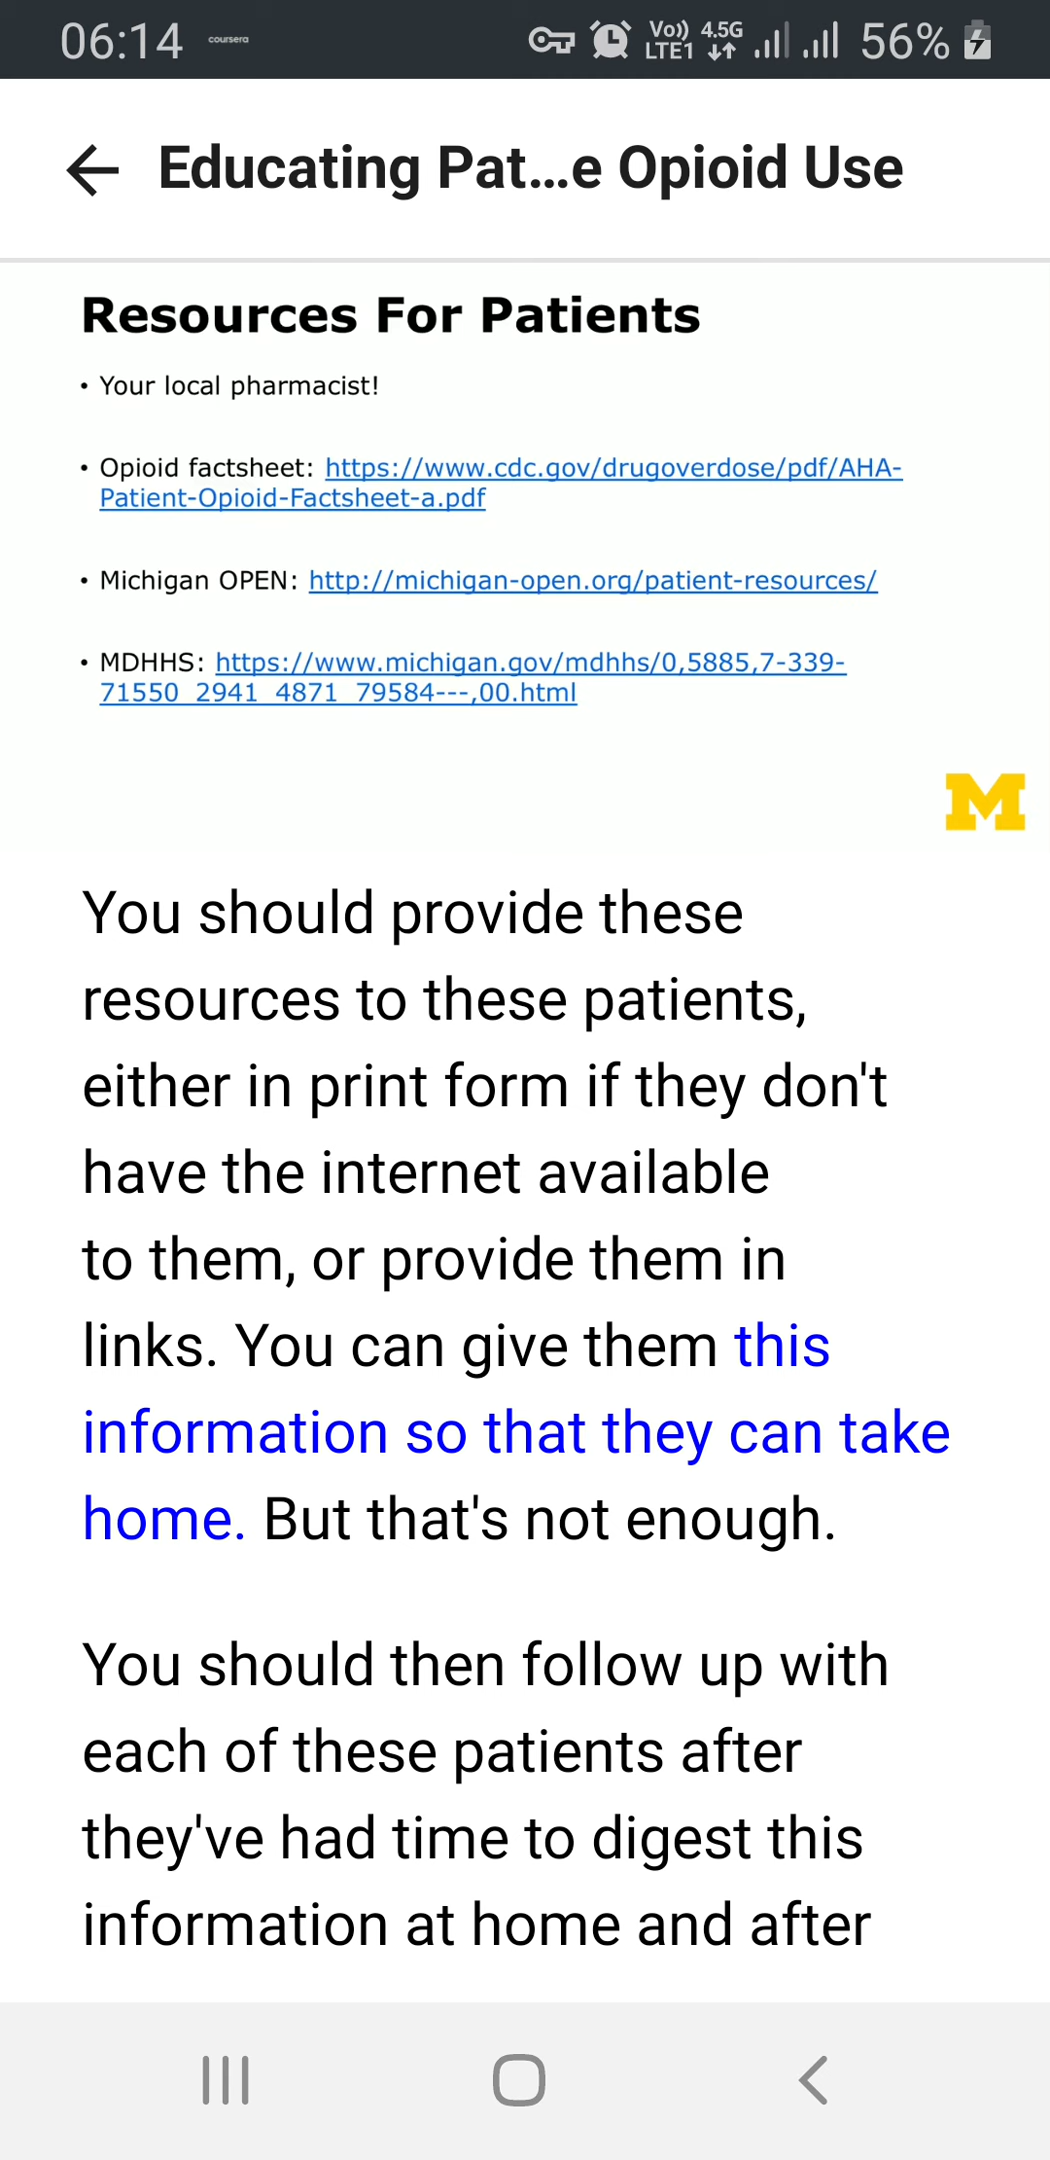 06:14 coursera Vo)) LTE1 4.5G 56%
Educating Pat...e Opioid Use
Resources For Patients
• Your local pharmacist!
• Opioid factsheet: https://www.cdc.gov/drugoverdose/pdf/AHA-
Patient-Opioid-Factsheet-a.pdf
• Michigan OPEN: http://michigan-open.org/patient-resources/
• MDHHS: https://www.michigan.gov/mdhhs/0,5885,7-339-
71550_2941_4871_79584---,00.html
M
You should provide these
resources to these patients,
either in print form if they don't
have the internet available
to them, or provide them in
links. You can give them this
information so that they can take
home. But that's not enough.
You should then follow up with
each of these patients after
they've had time to digest this
information at home and after